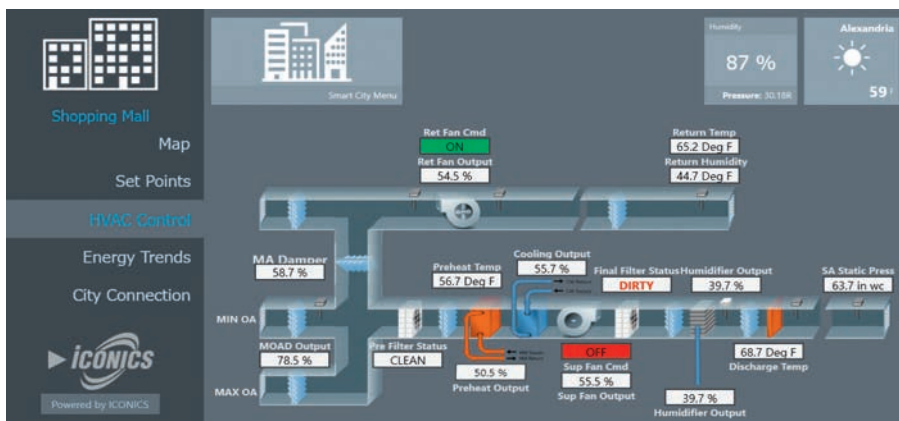 Shopping Mall
Map
Set Points
HVAC Control
Energy Trends
City Connection
ICONICS
Powered by ICONICS
Smart City Menu
Humidity
87 %
Pressure: 30.16R
Alexandria
59
Ret Fan Cmd
ON
Ret Fan Output
54.5 %
Return Temp
65.2 Deg F
Return Humidity
44.7 Deg F
MA Damper
58.7 %
Preheat Temp
56.7 Deg F
Cooling Output
55.7 %
Final Filter Status
DIRTY
Humidifier Output
39.7 %
SA Static Press
63.7 in wc
MIN OA
MOAD Output
78.5 %
Pre Filter Status
CLEAN
MAX OA
50.5 %
Preheat Output
OFF
Sup Fan Cmd
55.5 %
Sup Fan Output
39.7 %
Humidifier Output
68.7 Deg F
Discharge Temp